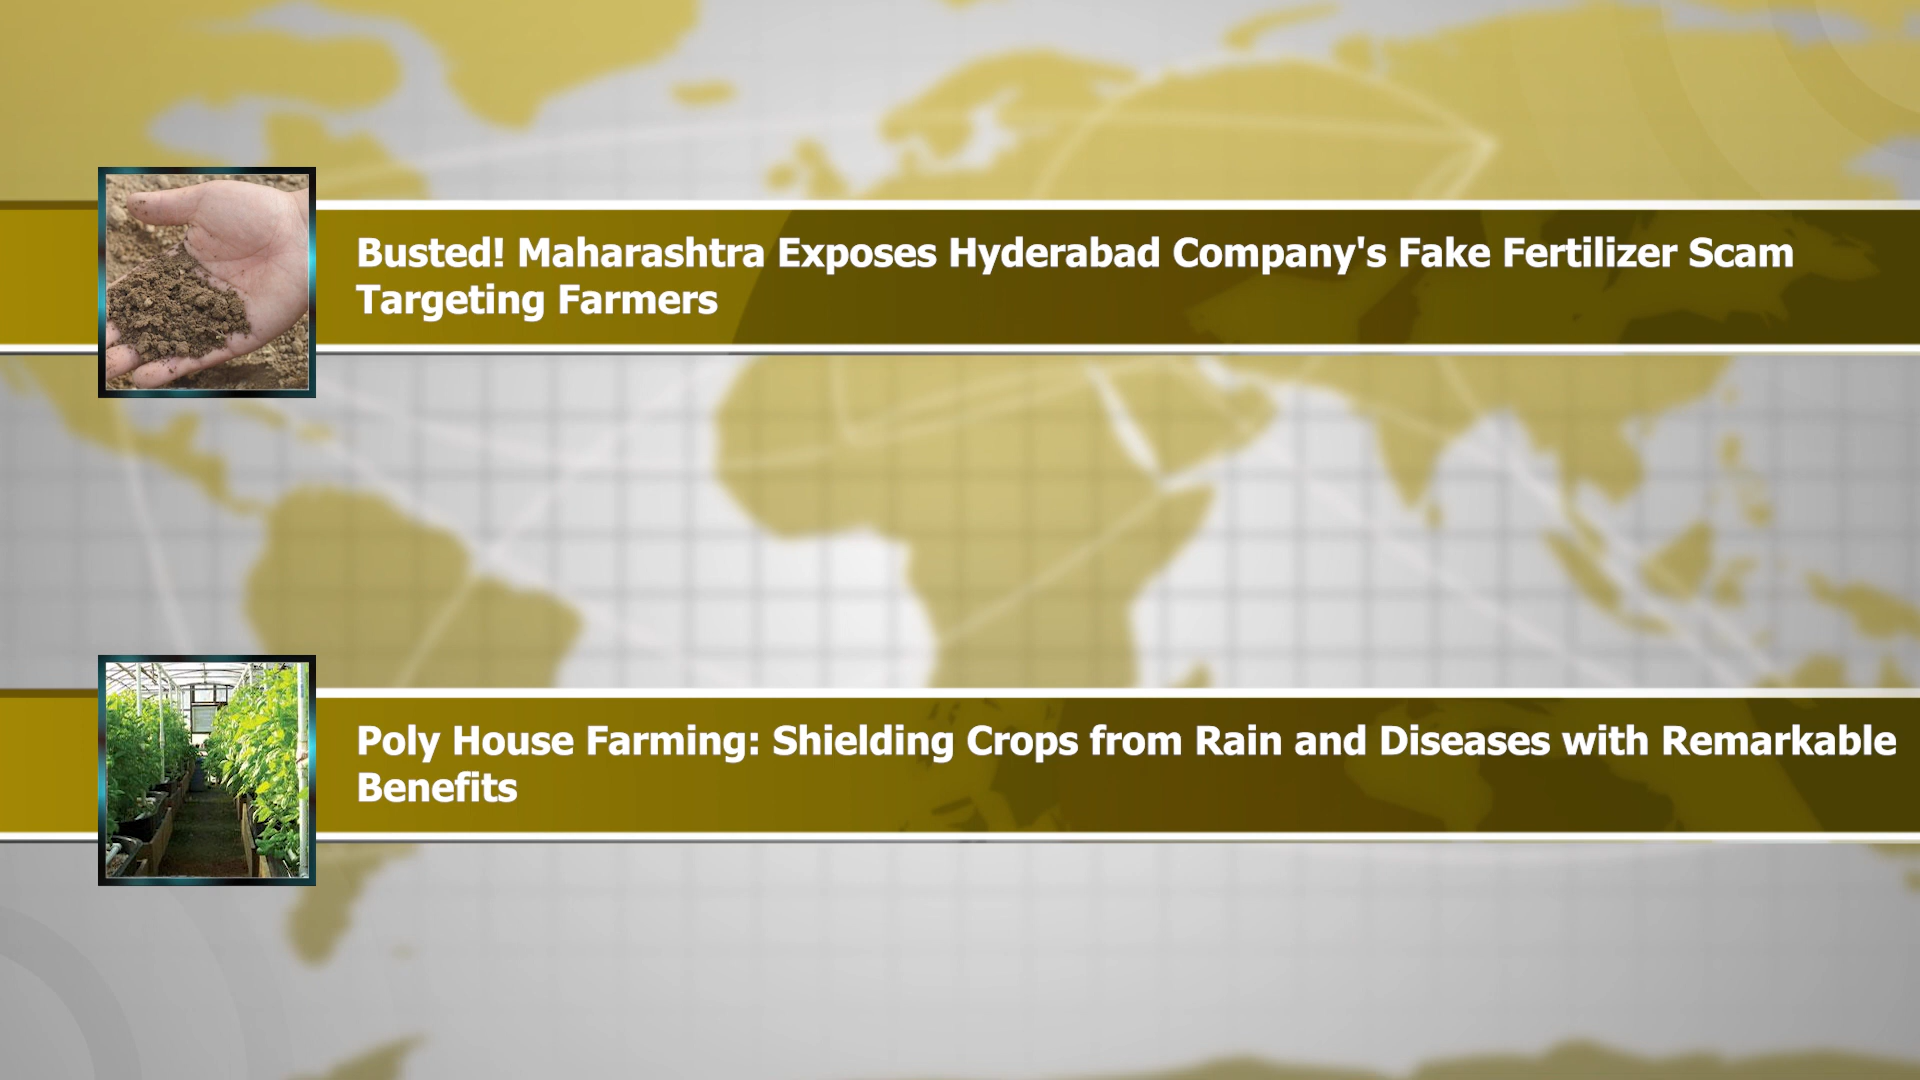 Busted! Maharashtra Exposes Hyderabad Company's Fake Fertilizer Scam
Targeting Farmers
Poly House Farming: Shielding Crops from Rain and Diseases with Remarkable
Benefits